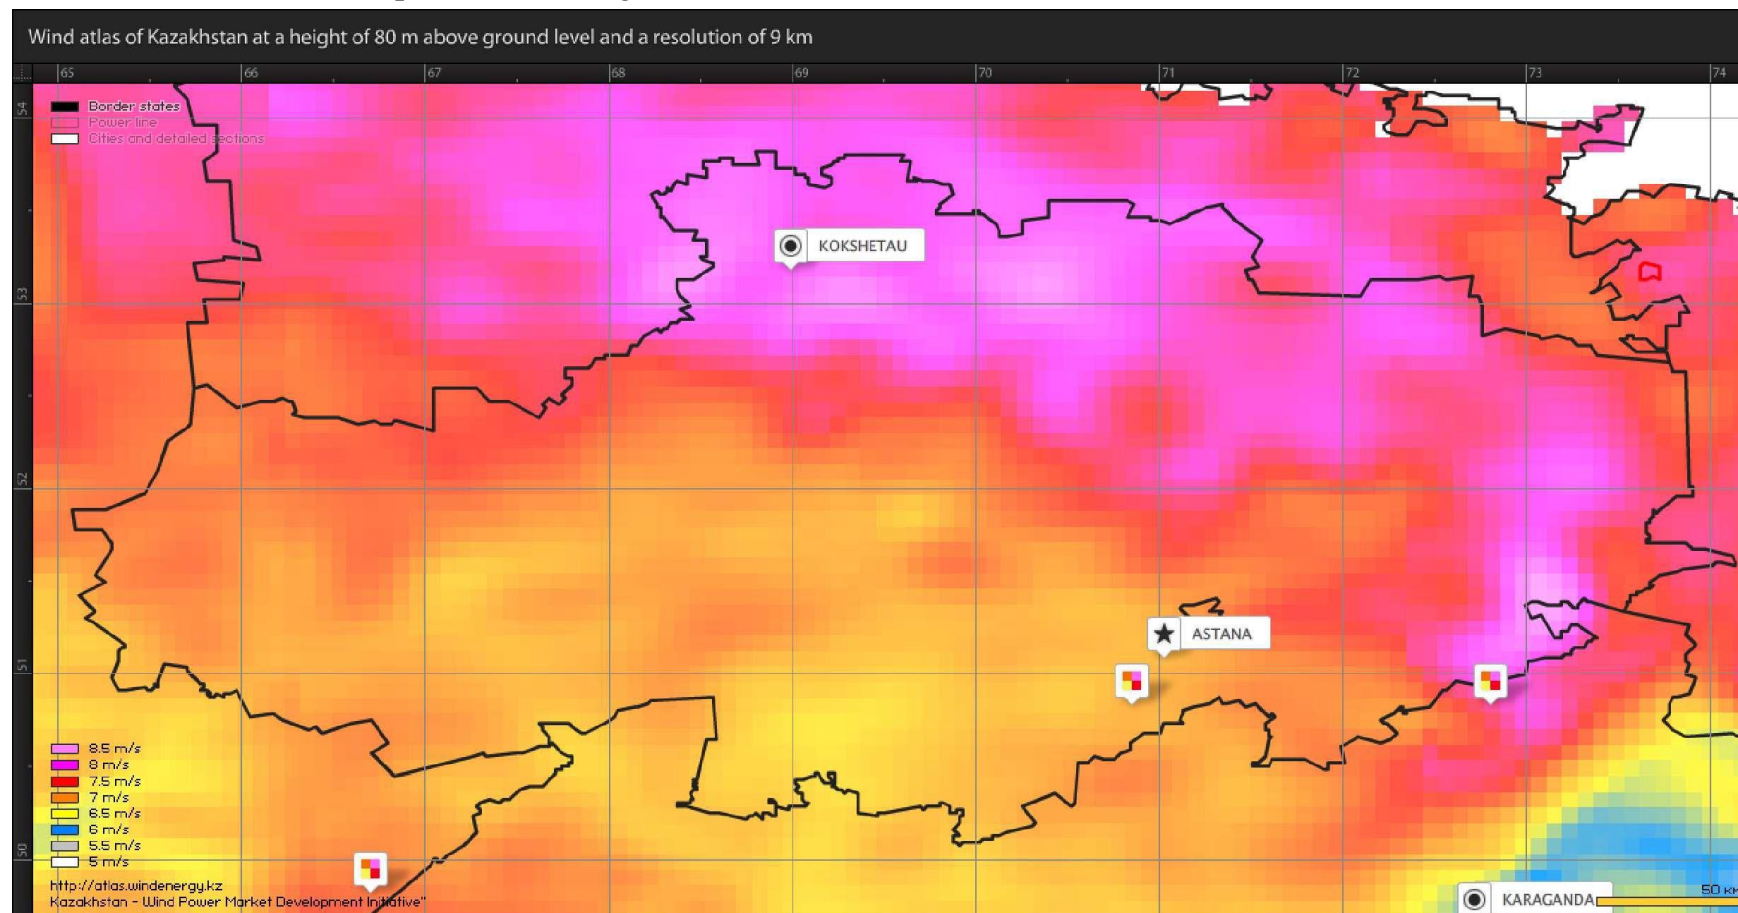 Wind atlas of Kazakhstan at a height of 80 m above ground level and a resolution of 9 km
65 66 67 68 69 70 71 72 73 74
54
Border states
Power line
Cities and detailed sections
KOKSHETAU
53
52
ASTANA
51
8.5 m/s
8 m/s
7.5 m/s
7 m/s
6.5 m/s
6 m/s
5.5 m/s
5 m/s
50
http://atlas.windenergy.kz
50 км
Kazakhstan - Wind Power Market Development Initiative"
KARAGANDA